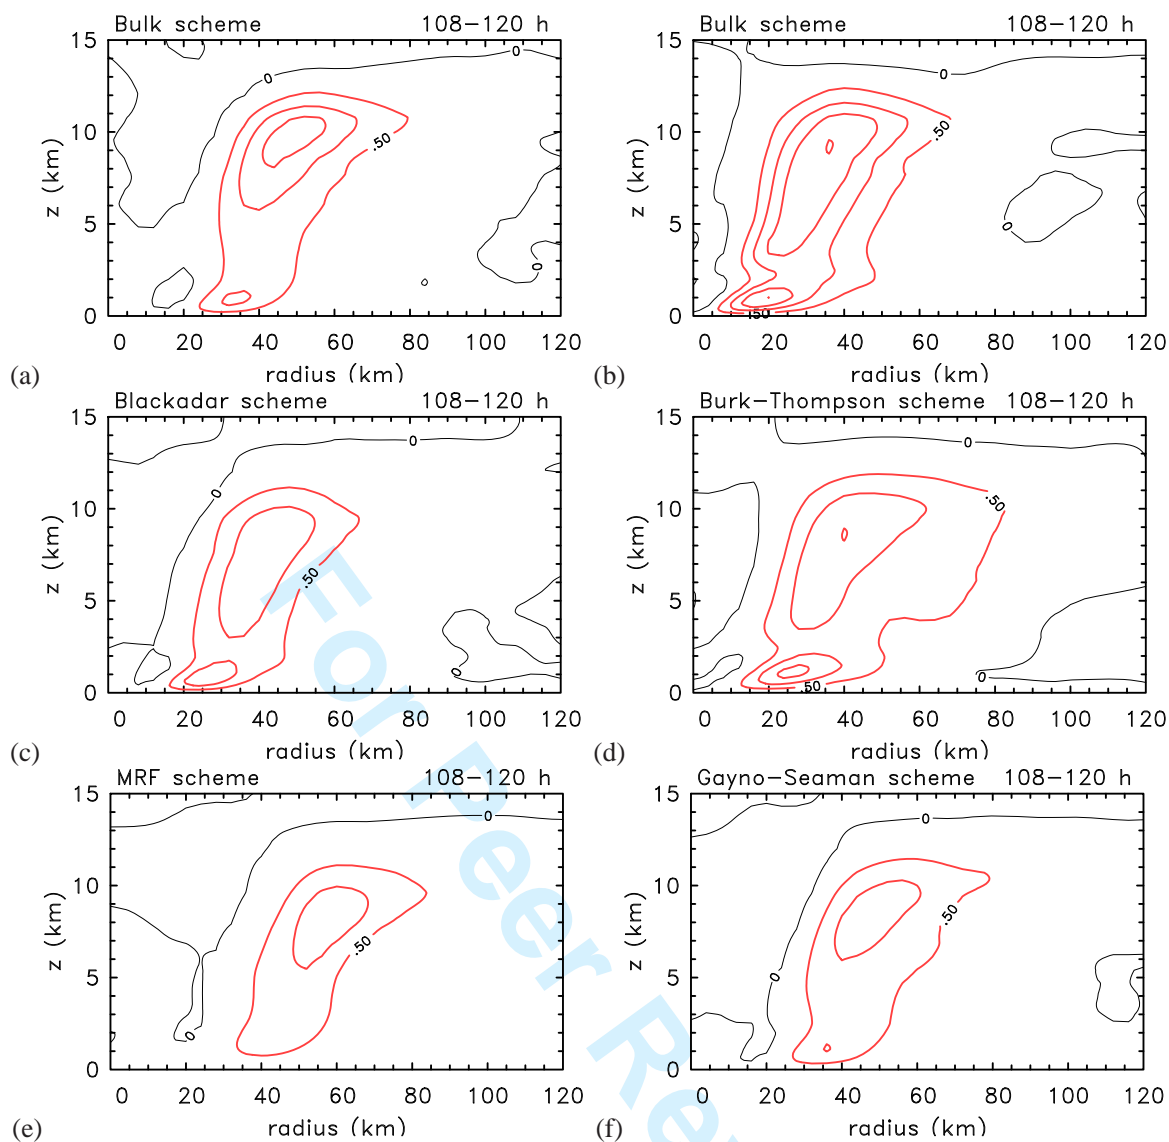 Bulk scheme 108−120 h
15
10
5
0
z (km)
0
0
0
.50
0 20 40 60 80 100 120
radius (km)
(a)
Bulk scheme 108−120 h
15
10
5
0
z (km)
0
.50
0
0
.50
0 20 40 60 80 100 120
radius (km)
(b)
Blackadar scheme 108−120 h
15
10
5
0
z (km)
0
0
.50
0
0 20 40 60 80 100 120
radius (km)
(c)
Burk−Thompson scheme 108−120 h
15
10
5
0
z (km)
0
.50
0
.50
0 20 40 60 80 100 120
radius (km)
(d)
MRF scheme 108−120 h
15
10
5
0
z (km)
0
.50
0
0 20 40 60 80 100 120
radius (km)
(e)
Gayno−Seaman scheme 108−120 h
15
10
5
0
z (km)
0
.50
0
0 20 40 60 80 100 120
radius (km)
(f)
For Peer Re